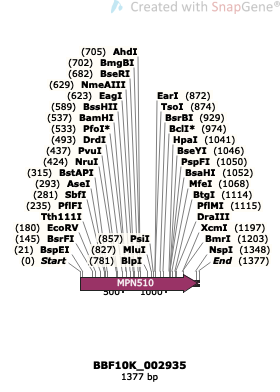 Created with SnapGene®
(705) AhdI
(702) BmgBI
(682) BseRI
(629) NmeAIII
(623) EagI
EarI (872)
(589) BssHII
TsoI (874)
(537) BamHI
BsrBI (929)
(533) PfoI*
BclI* (974)
(493) DrdI
HpaI (1041)
(437) PvuI
BseYI (1046)
(424) NruI
PspFI (1050)
(315) BstAPI
BsaHI (1052)
(293) AseI
MfeI (1068)
(281) SbfI
BtgI (1114)
(235) PflFI
PflMI (1115)
Tth111I
DraIII
(180) EcoRV
XcmI (1197)
(145) BsrFI
(857) PsiI
BmrI (1203)
(21) BspEI
(827) MluI
NspI (1348)
(0) Start
(781) BlpI
End (1377)
MPN510
500
1000
BBF10K_002935
1377 bp